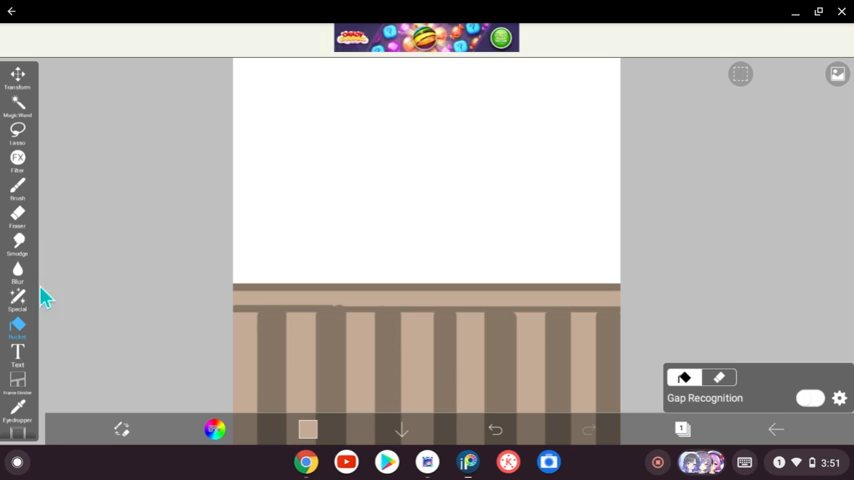 Transform
Magic Wand
Lasso
FX
Filter
Brush
Eraser
Smudge
Blur
Special
Bucket
T
Text
Frame Divider
Eyedropper
Gap Recognition
1
1
3:51